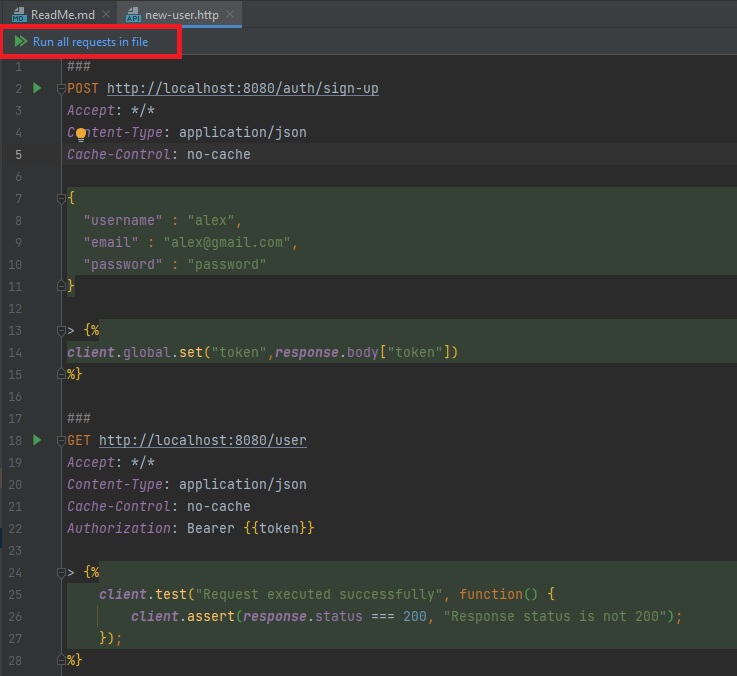 ReadMe.md
new-user.http
Run all requests in file
1 ###
2 POST http://localhost:8080/auth/sign-up
3 Accept: */*
4 Content-Type: application/json
5 Cache-Control: no-cache
6
7 {
8 "username" : "alex",
9 "email" : "alex@gmail.com",
10 "password" : "password"
11 }
12
13 > {%
14 client.global.set("token",response.body["token"])
15 %}
16
17 ###
18 GET http://localhost:8080/user
19 Accept: */*
20 Content-Type: application/json
21 Cache-Control: no-cache
22 Authorization: Bearer {{token}}
23
24 > {%
25 client.test("Request executed successfully", function() {
26 client.assert(response.status === 200, "Response status is not 200");
27 });
28 %}